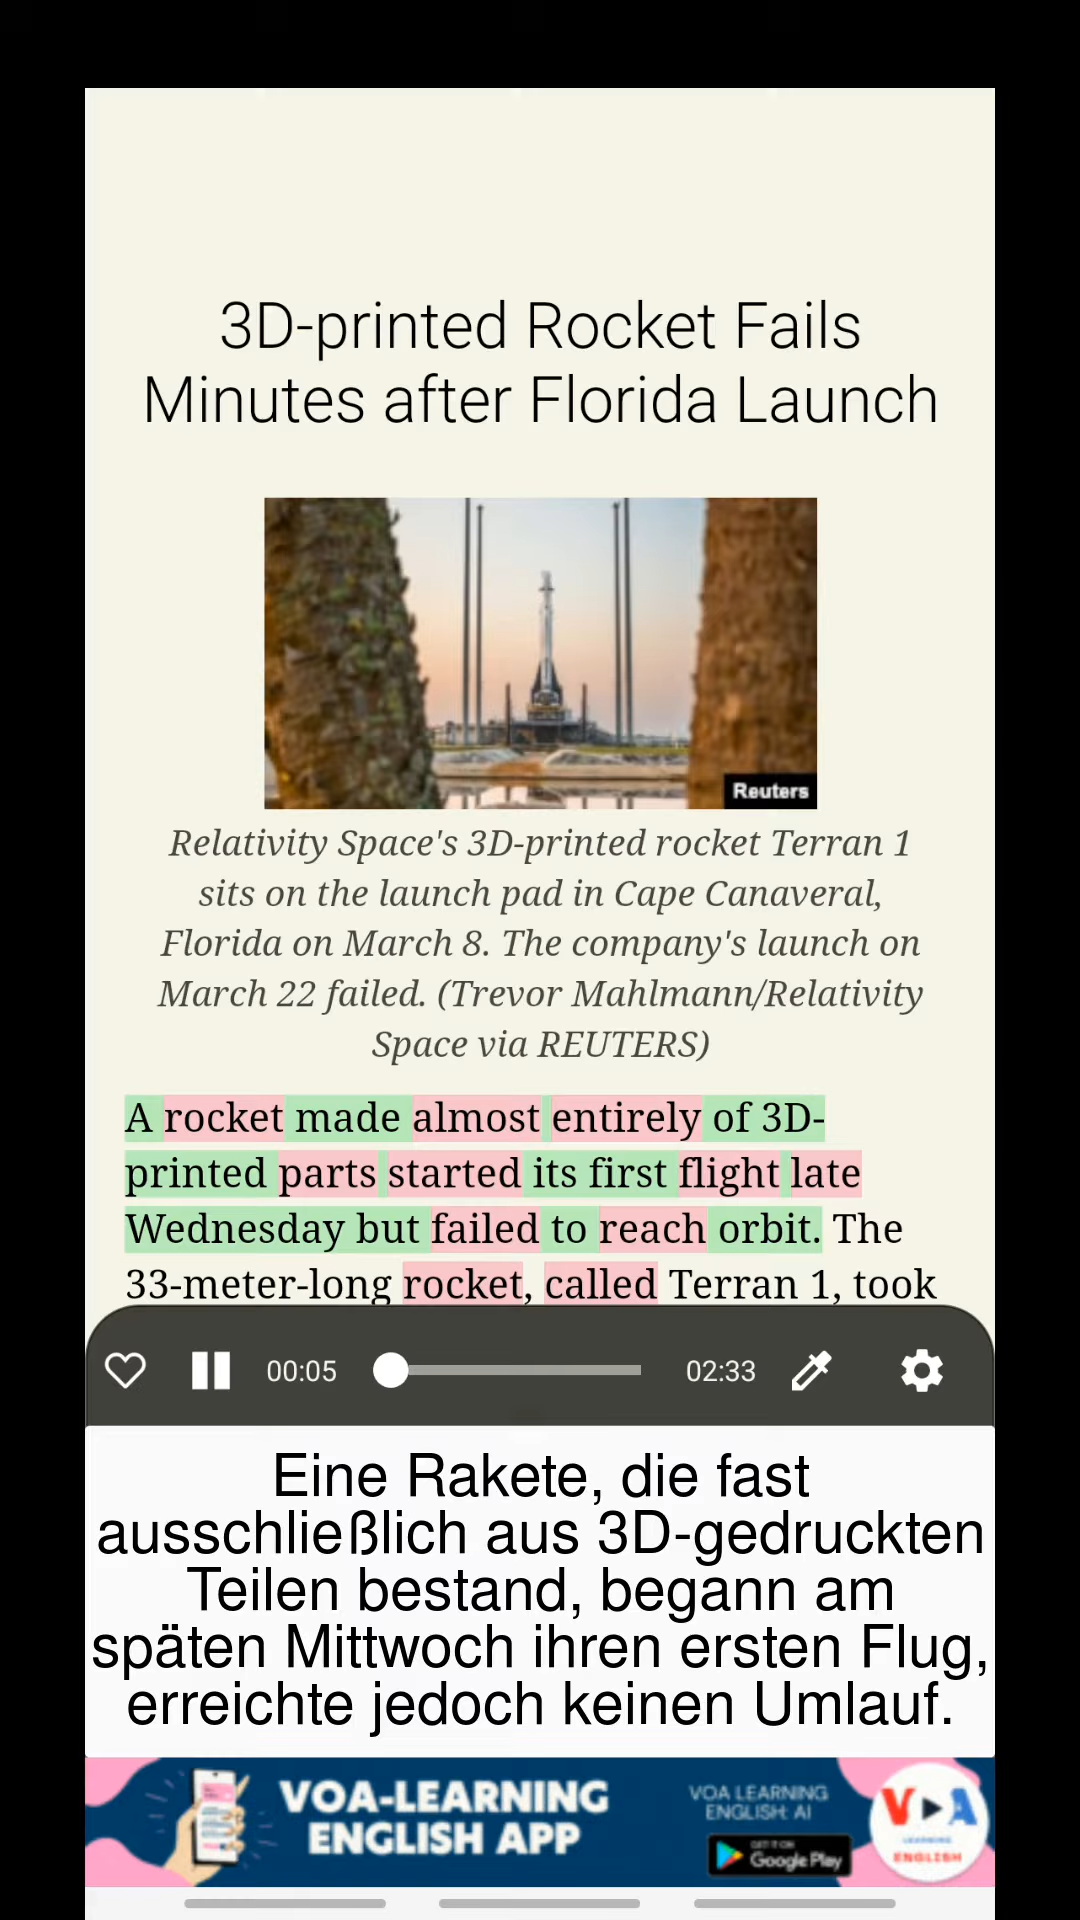 3D-printed Rocket Fails
Minutes after Florida Launch
Reuters
Relativity Space's 3D-printed rocket Terran 1
sits on the launch pad in Cape Canaveral,
Florida on March 8. The company's launch on
March 22 failed. (Trevor Mahlmann/Relativity
Space via REUTERS)
A rocket made almost entirely of 3D-
printed parts started its first flight late
Wednesday but failed to reach orbit. The
33-meter-long rocket, called Terran 1, took
00:05
02:33
Eine Rakete, die fast
ausschließlich aus 3D-gedruckten
Teilen bestand, begann am
späten Mittwoch ihren ersten Flug,
erreichte jedoch keinen Umlauf.
VOA-LEARNING
ENGLISH APP
VOA LEARNING
ENGLISH: AI
GET IT ON
Google Play
VOA
LEARNING
ENGLISH